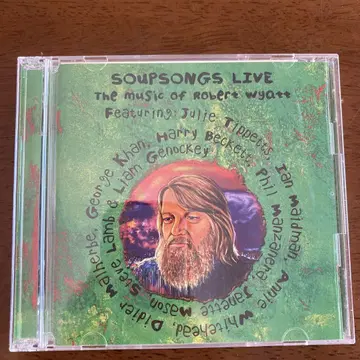 SOUPSONGS LIVE
The Music of Robert Wyatt
Featuring: Julie Tippetts, Ian Maidman, Annie Whitehead, Didier Malherbe, George Khan, Harry Beckett, Phil Manzanera, Janette Mason, Steve Lamb & Liam Genockey